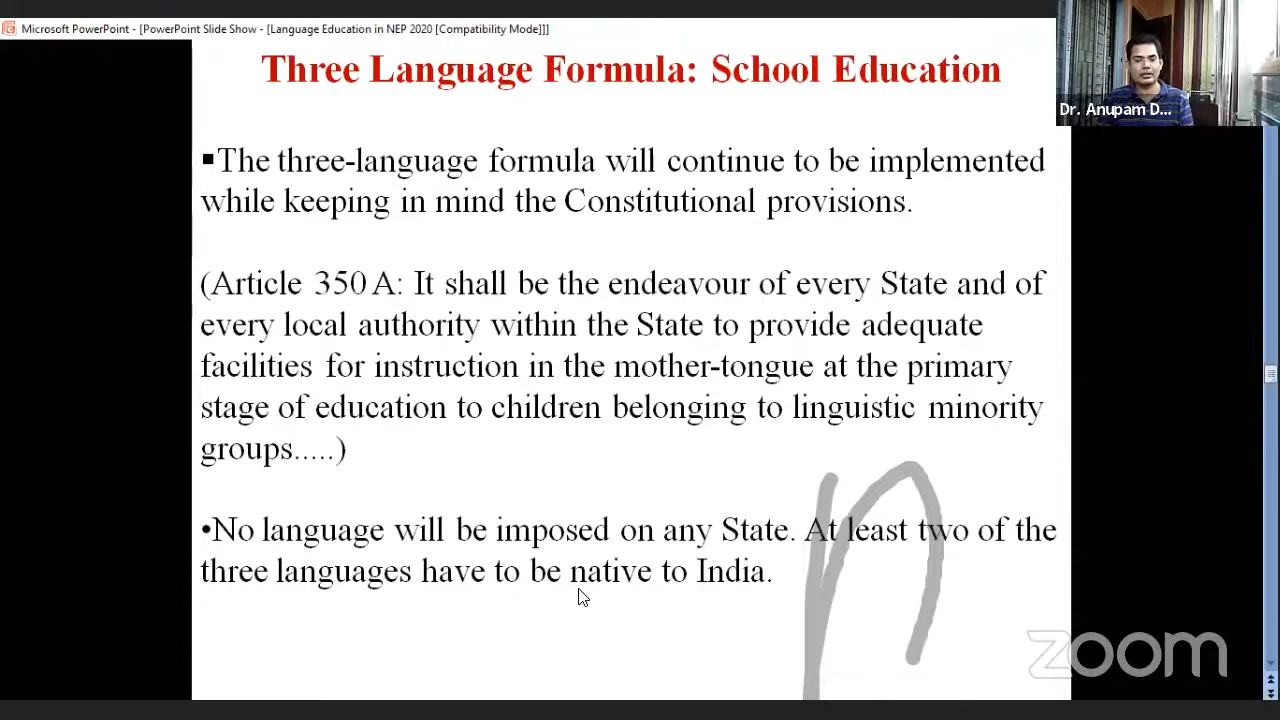 Microsoft PowerPoint - [PowerPoint Slide Show - [Language Education in NEP 2020 [Compatibility Mode]]]
Three Language Formula: School Education
Dr. Anupam D...
▪The three-language formula will continue to be implemented
while keeping in mind the Constitutional provisions.
(Article 350 A: It shall be the endeavour of every State and of
every local authority within the State to provide adequate
facilities for instruction in the mother-tongue at the primary
stage of education to children belonging to linguistic minority
groups.....)
•No language will be imposed on any State. At least two of the
three languages have to be native to India.
n
zoom